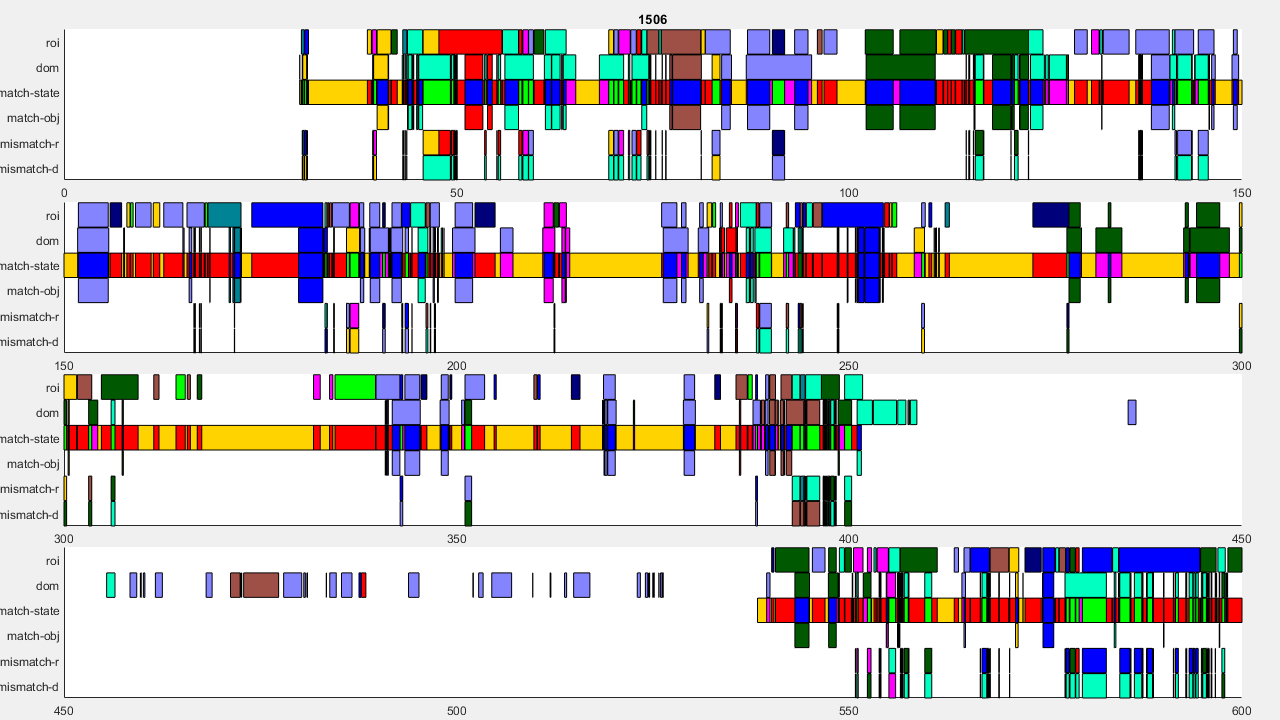 1506
roi
dom
match-state
match-obj
mismatch-r
mismatch-d
0 50 100 150
roi
dom
match-state
match-obj
mismatch-r
mismatch-d
150 200 250 300
roi
dom
match-state
match-obj
mismatch-r
mismatch-d
300 350 400 450
roi
dom
match-state
match-obj
mismatch-r
mismatch-d
450 500 550 600